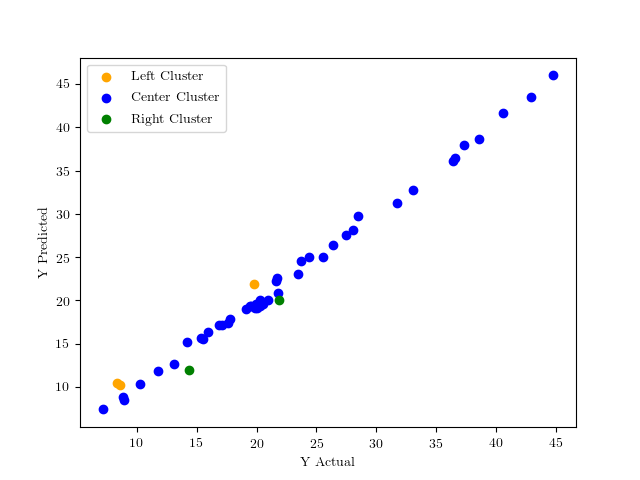 Left Cluster
Center Cluster
Right Cluster
45
40
35
30
25
20
15
10
Y Predicted
10 15 20 25 30 35 40 45
Y Actual